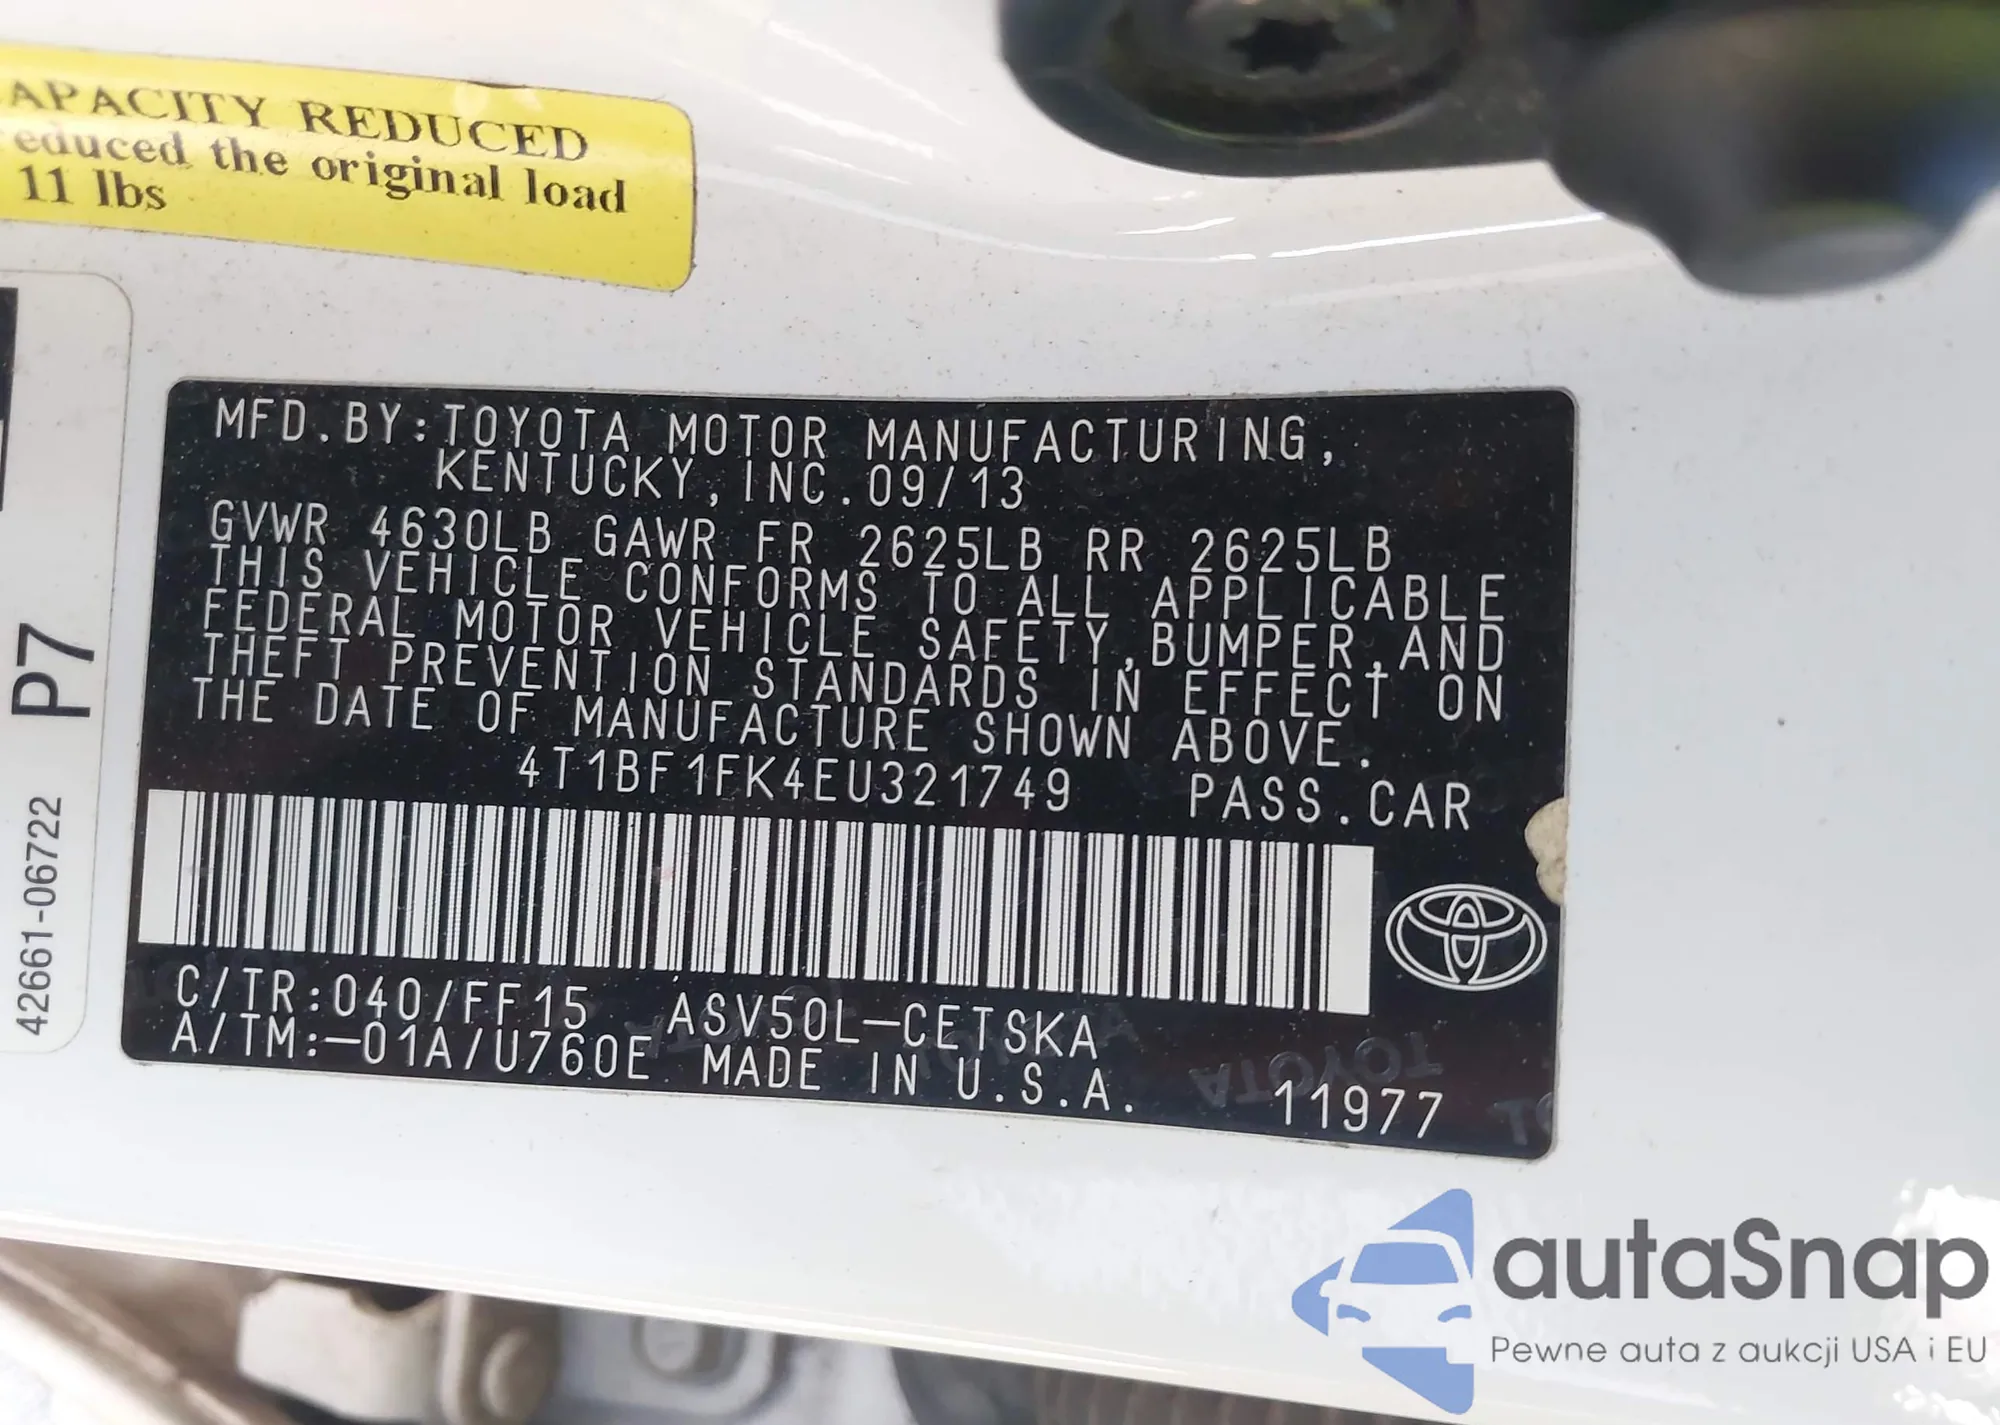 APACITY REDUCED
educed the original load
11 lbs
P7
42661-06722
MFD.BY:TOYOTA MOTOR MANUFACTURING,
KENTUCKY,INC.09/13
GVWR 4630LB GAWR FR 2625LB RR 2625LB
THIS VEHICLE CONFORMS TO ALL APPLICABLE
FEDERAL MOTOR VEHICLE SAFETY,BUMPER,AND
THEFT PREVENTION STANDARDS IN EFFECT ON
THE DATE OF MANUFACTURE SHOWN ABOVE.
4T1BF1FK4EU321749 PASS.CAR
C/TR:040/FF15 ASV50L-CETSKA
A/TM:-01A/U760E MADE IN U.S.A. 11977
TOYOTA
autaSnap
Pewne auta z aukcji USA i EU